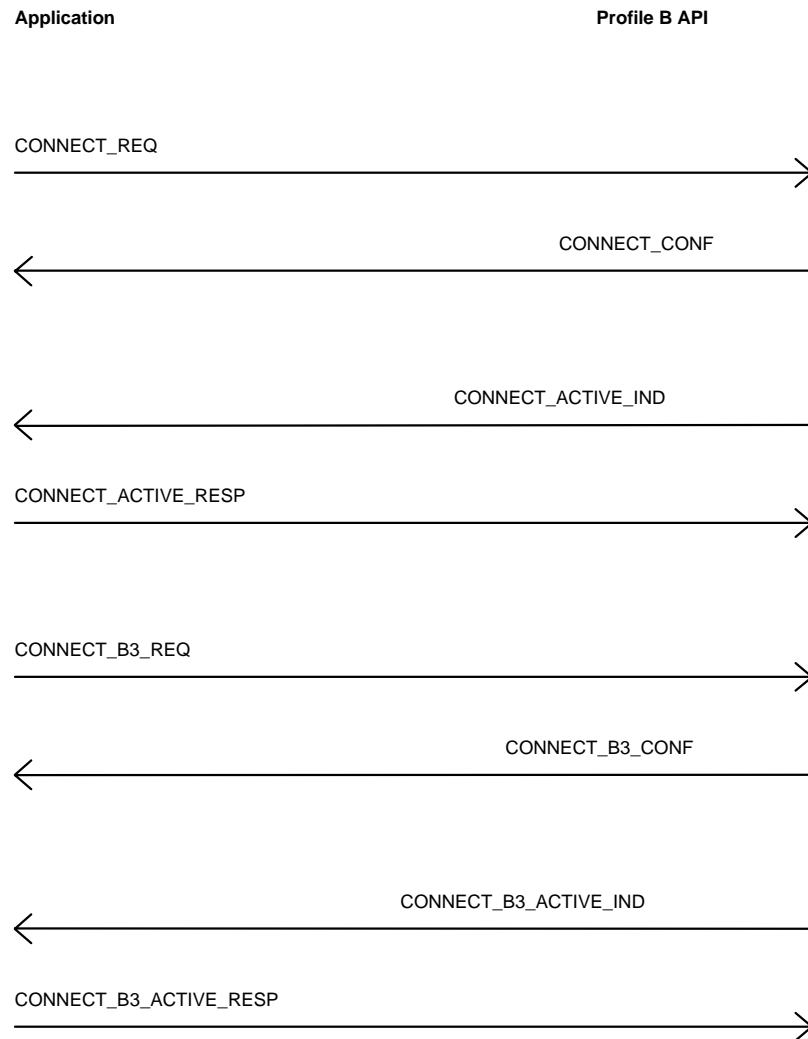 Application Profile B API
CONNECT_REQ
CONNECT_CONF
CONNECT_ACTIVE_IND
CONNECT_ACTIVE_RESP
CONNECT_B3_REQ
CONNECT_B3_CONF
CONNECT_B3_ACTIVE_IND
CONNECT_B3_ACTIVE_RESP